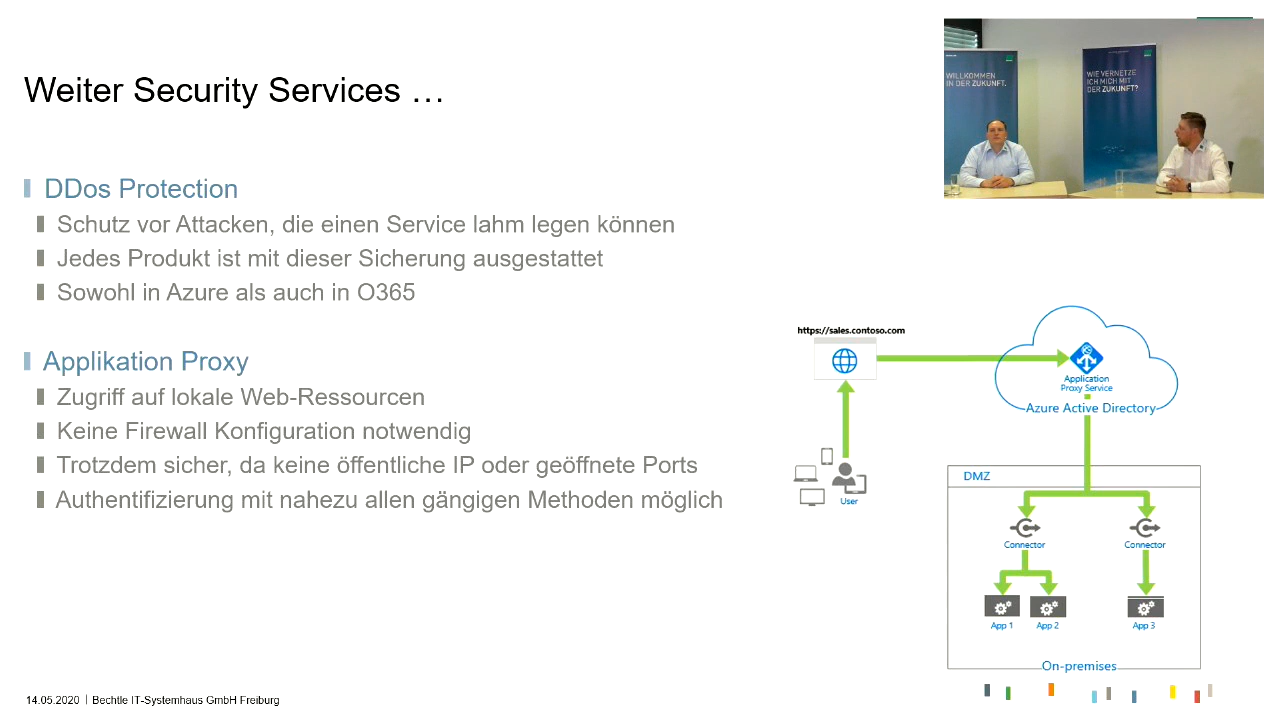 WILLKOMMEN
IN DER ZUKUNFT.
WIE VERNETZE
ICH MICH MIT
DER ZUKUNFT?
Weiter Security Services …
DDos Protection
Schutz vor Attacken, die einen Service lahm legen können
Jedes Produkt ist mit dieser Sicherung ausgestattet
Sowohl in Azure als auch in O365
Applikation Proxy
Zugriff auf lokale Web-Ressourcen
Keine Firewall Konfiguration notwendig
Trotzdem sicher, da keine öffentliche IP oder geöffnete Ports
Authentifizierung mit nahezu allen gängigen Methoden möglich
https://sales.contoso.com
Application
Proxy Service
Azure Active Directory
User
DMZ
Connector
Connector
App 1
App 2
App 3
On-premises
14.05.2020 | Bechtle IT-Systemhaus GmbH Freiburg